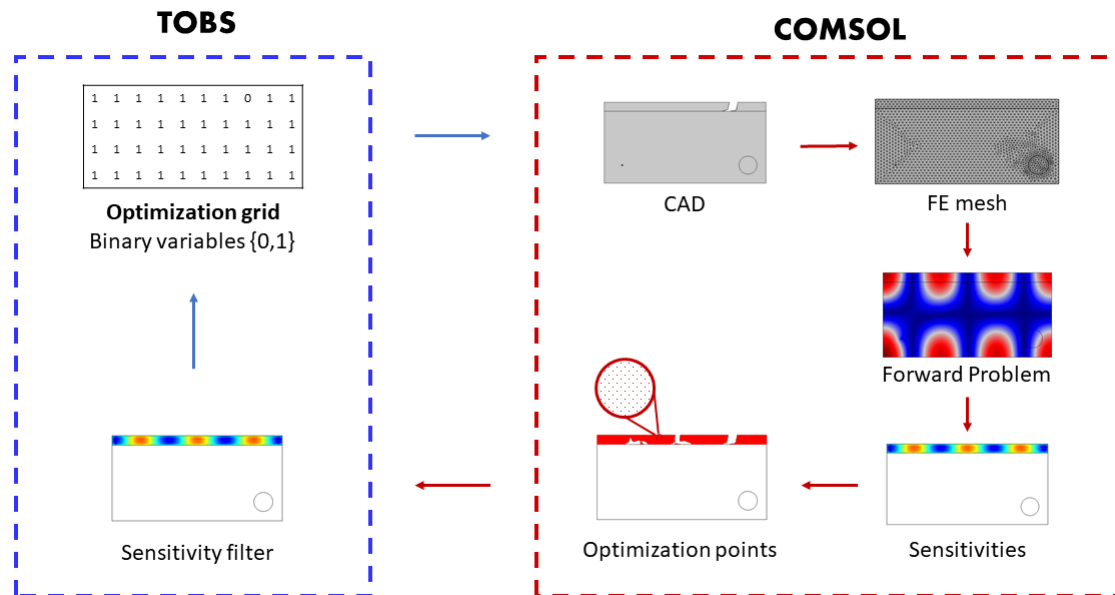 TOBS
1 1 1 1 1 1 1 0 1 1
1 1 1 1 1 1 1 1 1 1
1 1 1 1 1 1 1 1 1 1
1 1 1 1 1 1 1 1 1 1
Optimization grid
Binary variables {0,1}
Sensitivity filter
COMSOL
CAD
FE mesh
Forward Problem
Optimization points
Sensitivities